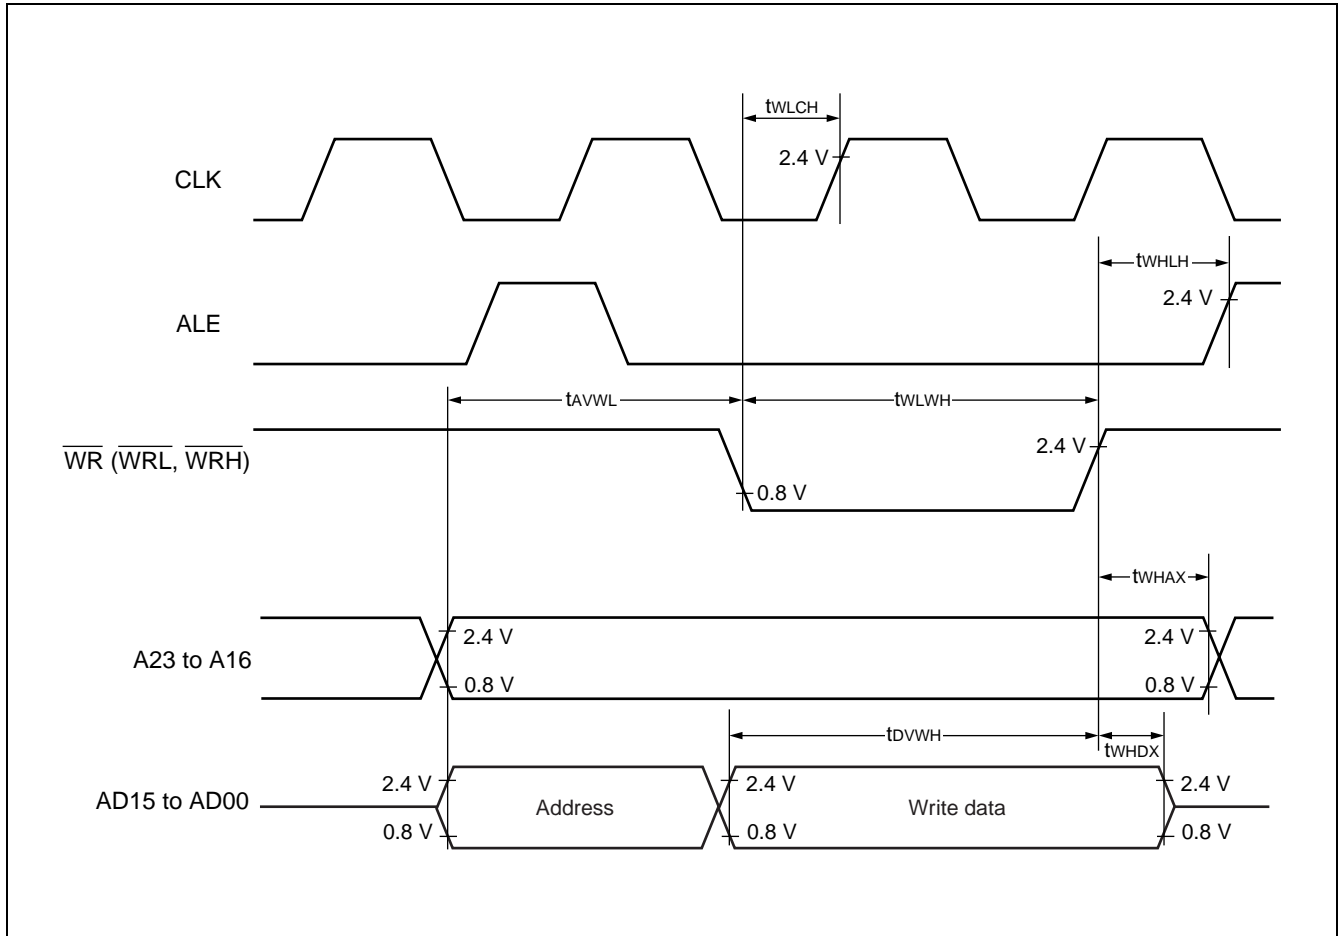 tWLCH
2.4 V
CLK
tWHLH
2.4 V
ALE
tAVWL
tWLWH
2.4 V
WR (WRL, WRH)
0.8 V
tWHAX
2.4 V
2.4 V
A23 to A16
0.8 V
0.8 V
tDVWH
tWHDX
2.4 V
2.4 V
2.4 V
AD15 to AD00
Address
Write data
0.8 V
0.8 V
0.8 V